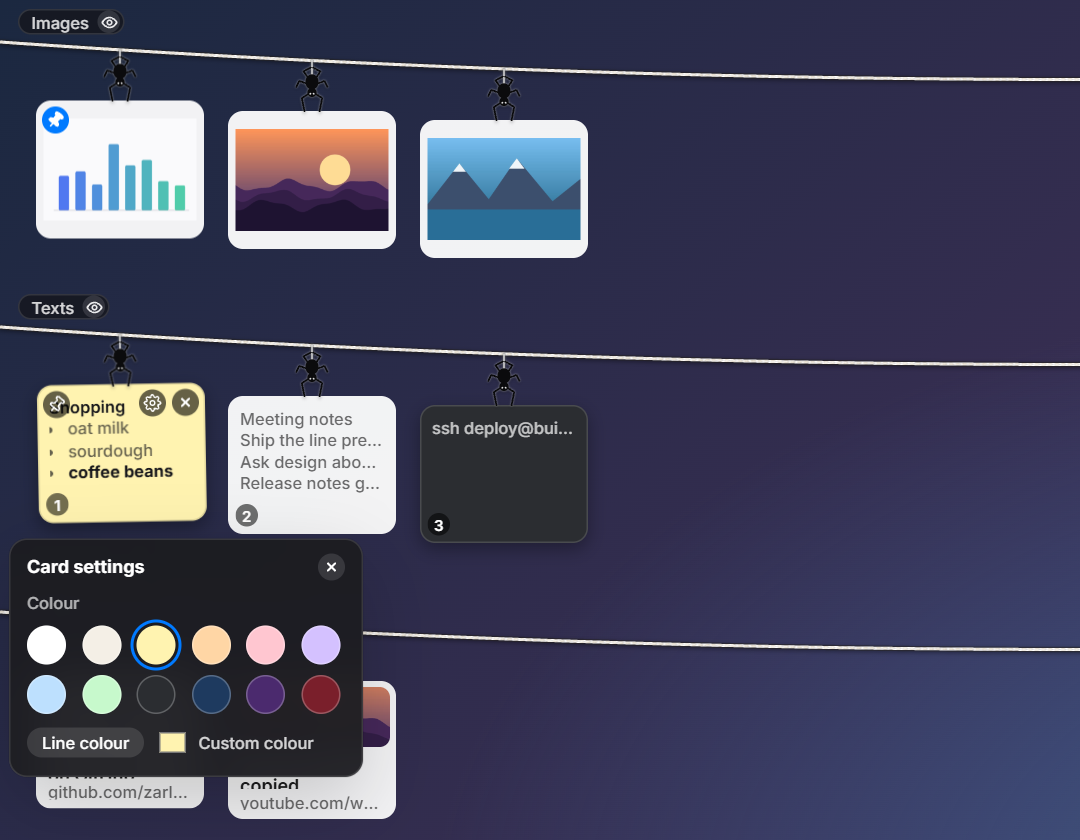 Images
Texts
Shopping
oat milk
sourdough
coffee beans
1
Meeting notes
Ship the line pre...
Ask design abo...
Release notes g...
2
ssh deploy@bui...
3
Card settings
Colour
Line colour
Custom colour
github.com/zarl...
copied
youtube.com/w...